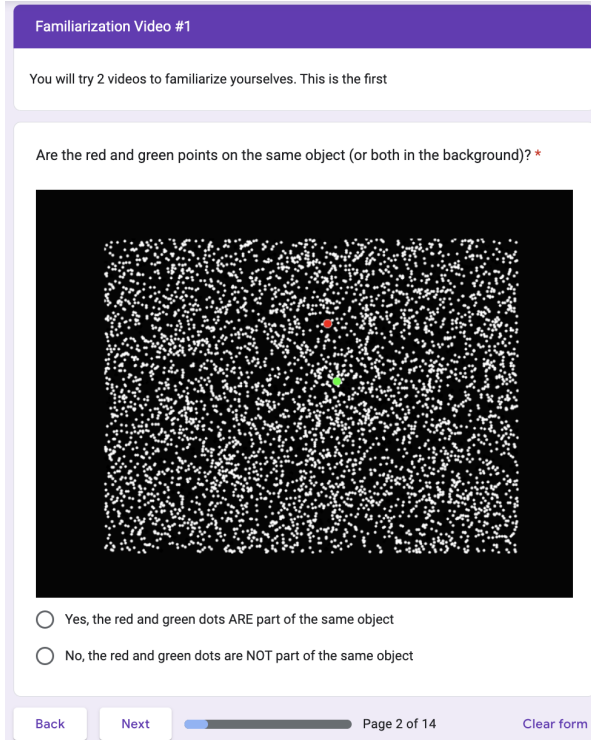 Familiarization Video #1
You will try 2 videos to familiarize yourselves. This is the first
Are the red and green points on the same object (or both in the background)? *
Yes, the red and green dots ARE part of the same object
No, the red and green dots are NOT part of the same object
Back Next Page 2 of 14 Clear form